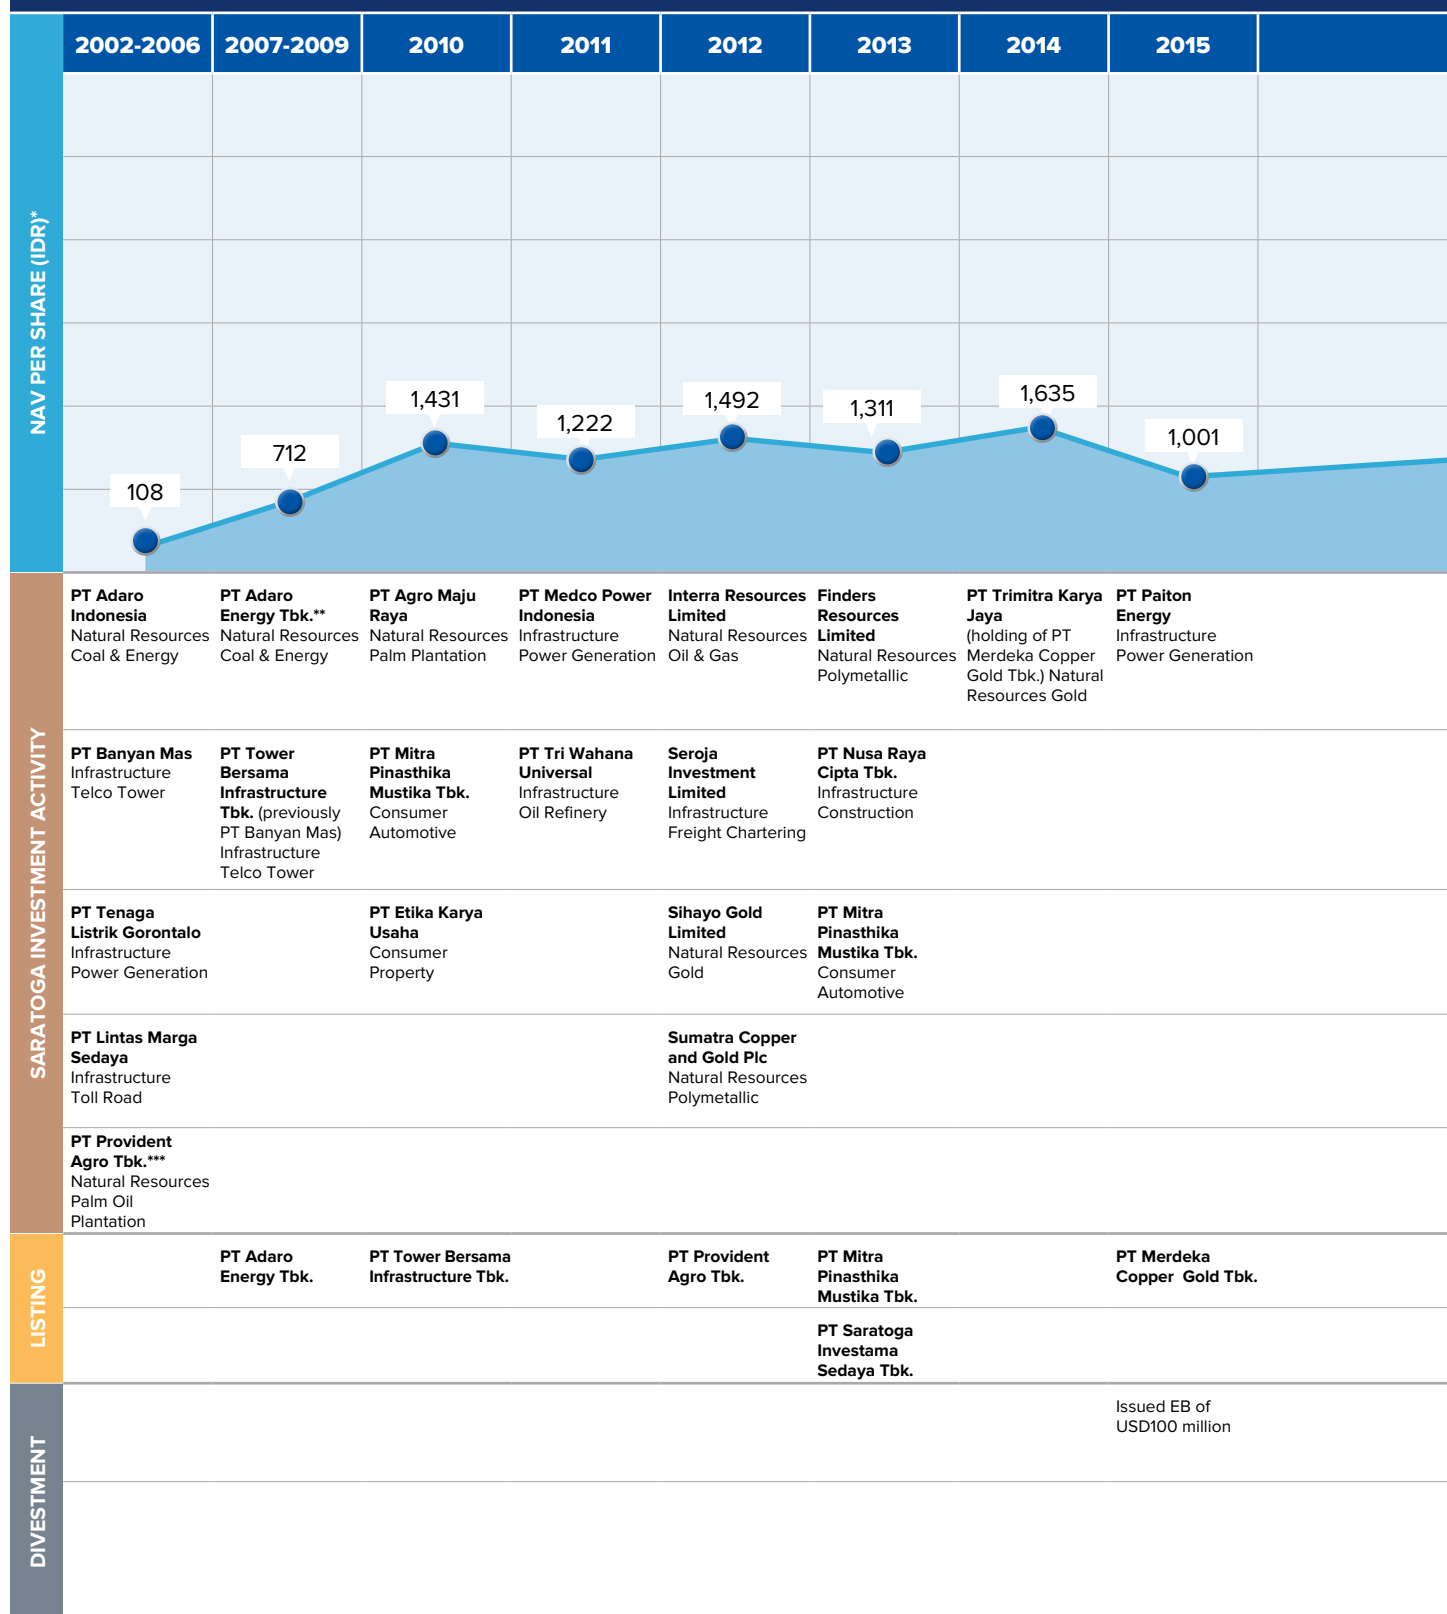 2002-2006
2007-2009
2010
2011
2012
2013
2014
2015
NAV PER SHARE (IDR)*
108
712
1,431
1,222
1,492
1,311
1,635
1,001
SARATOGA INVESTMENT ACTIVITY
PT Adaro
Indonesia
Natural Resources
Coal & Energy
PT Adaro
Energy Tbk.**
Natural Resources
Coal & Energy
PT Agro Maju
Raya
Natural Resources
Palm Plantation
PT Medco Power
Indonesia
Infrastructure
Power Generation
Interra Resources
Limited
Natural Resources
Oil & Gas
Finders
Resources
Limited
Natural Resources
Polymetallic
PT Trimitra Karya
Jaya
(holding of PT
Merdeka Copper
Gold Tbk.) Natural
Resources Gold
PT Paiton
Energy
Infrastructure
Power Generation
PT Banyan Mas
Infrastructure
Telco Tower
PT Tower
Bersama
Infrastructure
Tbk. (previously
PT Banyan Mas)
Infrastructure
Telco Tower
PT Mitra
Pinasthika
Mustika Tbk.
Consumer
Automotive
PT Tri Wahana
Universal
Infrastructure
Oil Refinery
Seroja
Investment
Limited
Infrastructure
Freight Chartering
PT Nusa Raya
Cipta Tbk.
Infrastructure
Construction
PT Tenaga
Listrik Gorontalo
Infrastructure
Power Generation
PT Etika Karya
Usaha
Consumer
Property
Sihayo Gold
Limited
Natural Resources
Gold
PT Mitra
Pinasthika
Mustika Tbk.
Consumer
Automotive
PT Lintas Marga
Sedaya
Infrastructure
Toll Road
Sumatra Copper
and Gold Plc
Natural Resources
Polymetallic
PT Provident
Agro Tbk.***
Natural Resources
Palm Oil
Plantation
LISTING
PT Adaro
Energy Tbk.
PT Tower Bersama
Infrastructure Tbk.
PT Provident
Agro Tbk.
PT Mitra
Pinasthika
Mustika Tbk.
PT Merdeka
Copper Gold Tbk.
PT Saratoga
Investama
Sedaya Tbk.
DIVESTMENT
Issued EB of
USD100 million